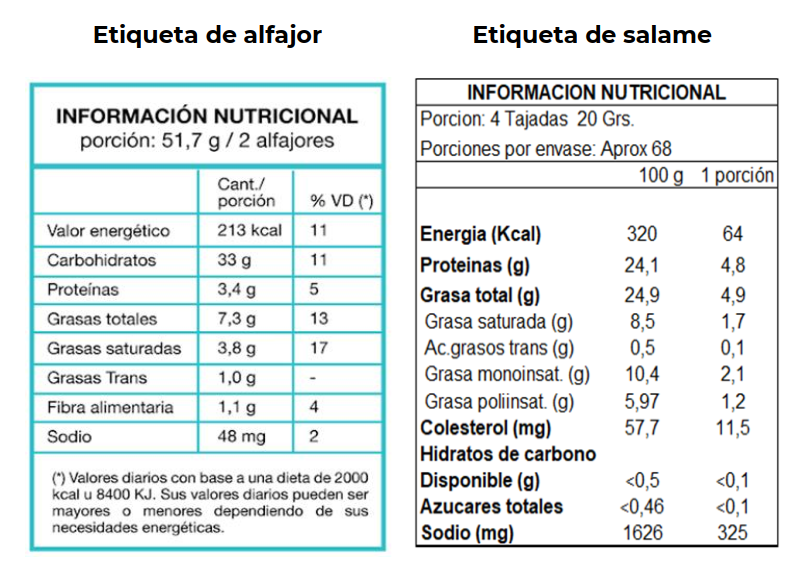 Etiqueta de alfajor
INFORMACIÓN NUTRICIONAL
porción: 51,7 g / 2 alfajores
Cant./
porción % VD (*)
Valor energético 213 kcal 11
Carbohidratos 33 g 11
Proteínas 3,4 g 5
Grasas totales 7,3 g 13
Grasas saturadas 3,8 g 17
Grasas Trans 1,0 g -
Fibra alimentaria 1,1 g 4
Sodio 48 mg 2
(*) Valores diarios con base a una dieta de 2000
kcal u 8400 KJ. Sus valores diarios pueden ser
mayores o menores dependiendo de sus
necesidades energéticas.
Etiqueta de salame
INFORMACION NUTRICIONAL
Porcion: 4 Tajadas 20 Grs.
Porciones por envase: Aprox 68
100 g 1 porción
Energia (Kcal) 320 64
Proteinas (g) 24,1 4,8
Grasa total (g) 24,9 4,9
Grasa saturada (g) 8,5 1,7
Ac.grasos trans (g) 0,5 0,1
Grasa monoinsat. (g) 10,4 2,1
Grasa poliinsat. (g) 5,97 1,2
Colesterol (mg) 57,7 11,5
Hidratos de carbono
Disponible (g) <0,5 <0,1
Azucares totales <0,46 <0,1
Sodio (mg) 1626 325